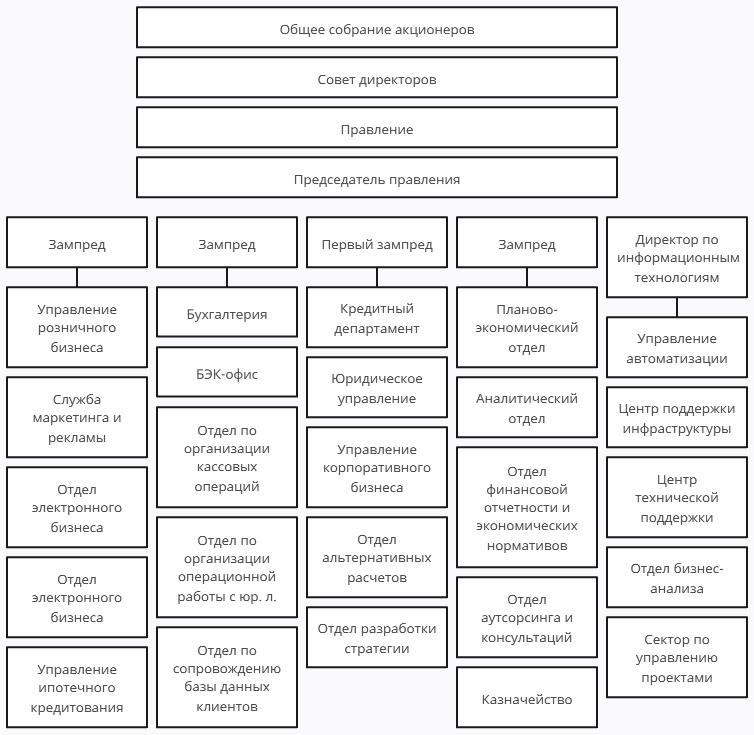 Общее собрание акционеров
Совет директоров
Правление
Председатель правления
Зампред
Управление
розничного
бизнеса
Служба
маркетинга и
рекламы
Отдел
электронного
бизнеса
Отдел
электронного
бизнеса
Управление
ипотечного
кредитования
Зампред
Бухгалтерия
БЭК-офис
Отдел по
организации
кассовых
операций
Отдел по
организации
операционной
работы с юр. л.
Отдел по
сопровождению
базы данных
клиентов
Первый зампред
Кредитный
департамент
Юридическое
управление
Управление
корпоративного
бизнеса
Отдел
альтернативных
расчетов
Отдел разработки
стратегии
Зампред
Планово-
экономический
отдел
Аналитический
отдел
Отдел
финансовой
отчетности и
экономических
нормативов
Отдел
аутсорсинга и
консультаций
Казначейство
Директор по
информационным
технологиям
Управление
автоматизации
Центр поддержки
инфраструктуры
Центр
технической
поддержки
Отдел бизнес-
анализа
Сектор по
управлению
проектами